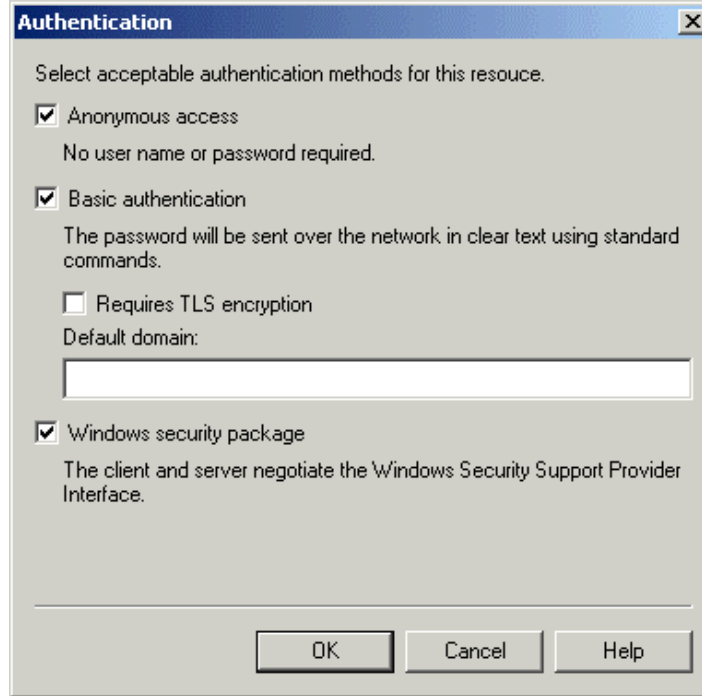 Authentication
Select acceptable authentication methods for this resouce.
Anonymous access
No user name or password required.
Basic authentication
The password will be sent over the network in clear text using standard
commands.
Requires TLS encryption
Default domain:
Windows security package
The client and server negotiate the Windows Security Support Provider
Interface.
OK Cancel Help